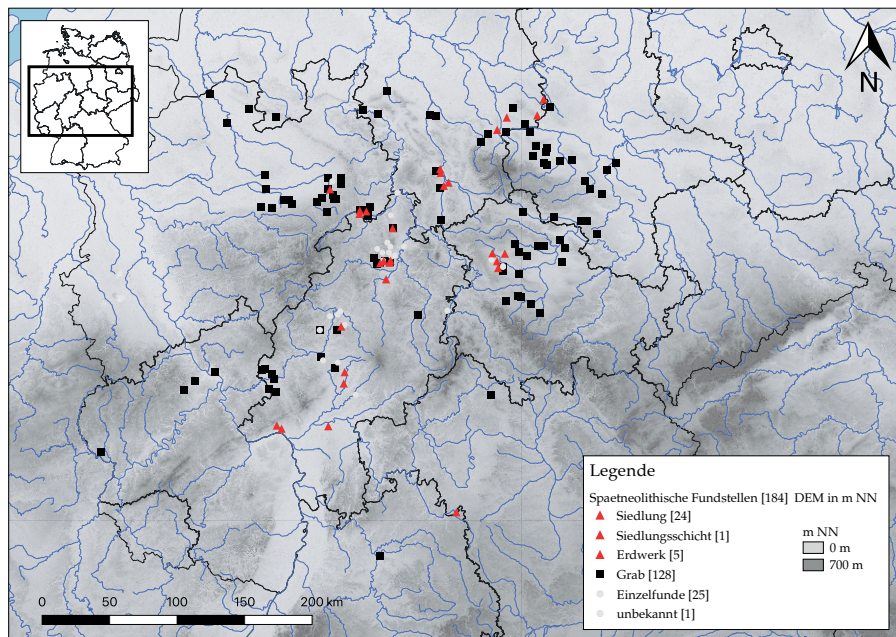 N
Legende
Spaetneolithische Fundstellen [184] DEM in m NN
Siedlung [24]
Siedlungsschicht [1]
Erdwerk [5]
Grab [128]
Einzelfunde [25]
unbekannt [1]
m NN
0 m
700 m
0 50 100 150 200 km